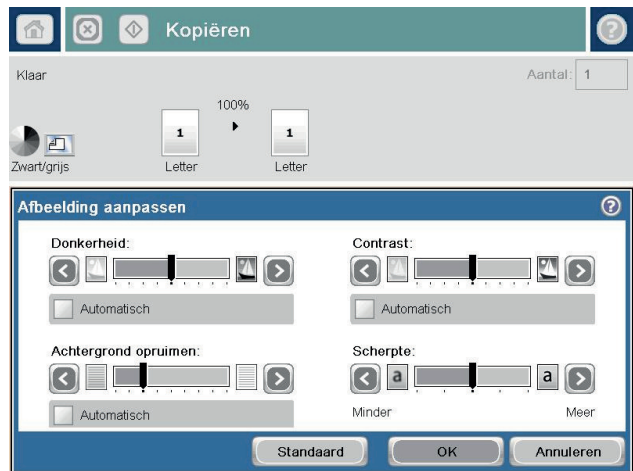 Kopiëren
Klaar
Aantal: 1
100%
1 1
Zwart/grijs Letter Letter
Afbeelding aanpassen
Donkerheid: Contrast:
Automatisch Automatisch
Achtergrond opruimen: Scherpte:
a a
Automatisch Minder Meer
Standaard OK Annuleren